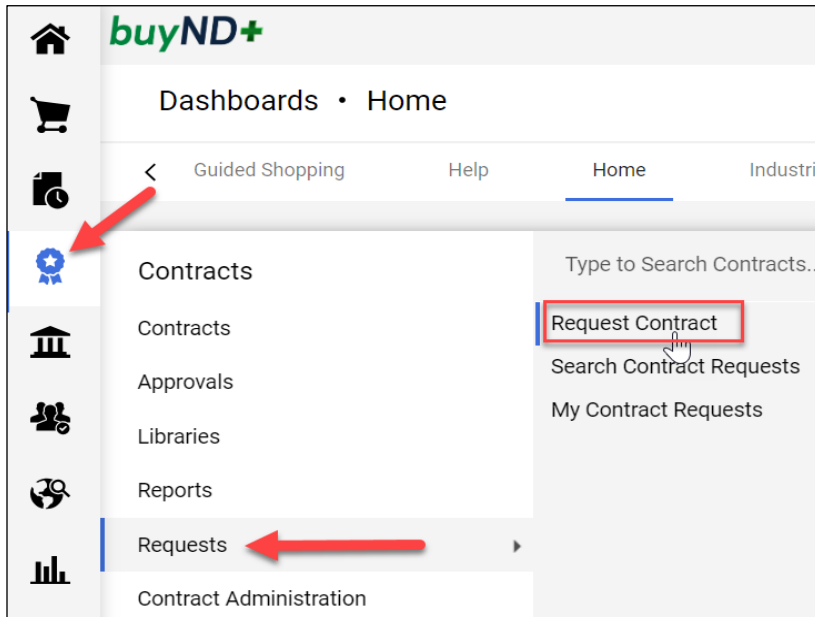 buyND+
Dashboards • Home
Guided Shopping Help Home Industri
Contracts
Contracts
Approvals
Libraries
Reports
Requests
Contract Administration
Type to Search Contracts..
Request Contract
Search Contract Requests
My Contract Requests